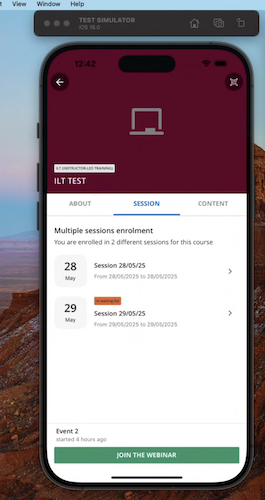 View Window Help
TEST SIMULATOR
iOS 16.0
12:42
ILT (INSTRUCTOR-LED TRAINING)
ILT TEST
ABOUT SESSION CONTENT
Multiple sessions enrolment
You are enrolled in 2 different sessions for this course
28
May
Session 28/05/25
From 28/05/2025 to 28/05/2025
29
May
In waiting list
Session 29/05/25
From 29/05/2025 to 29/05/2025
Event 2
started 4 hours ago
JOIN THE WEBINAR